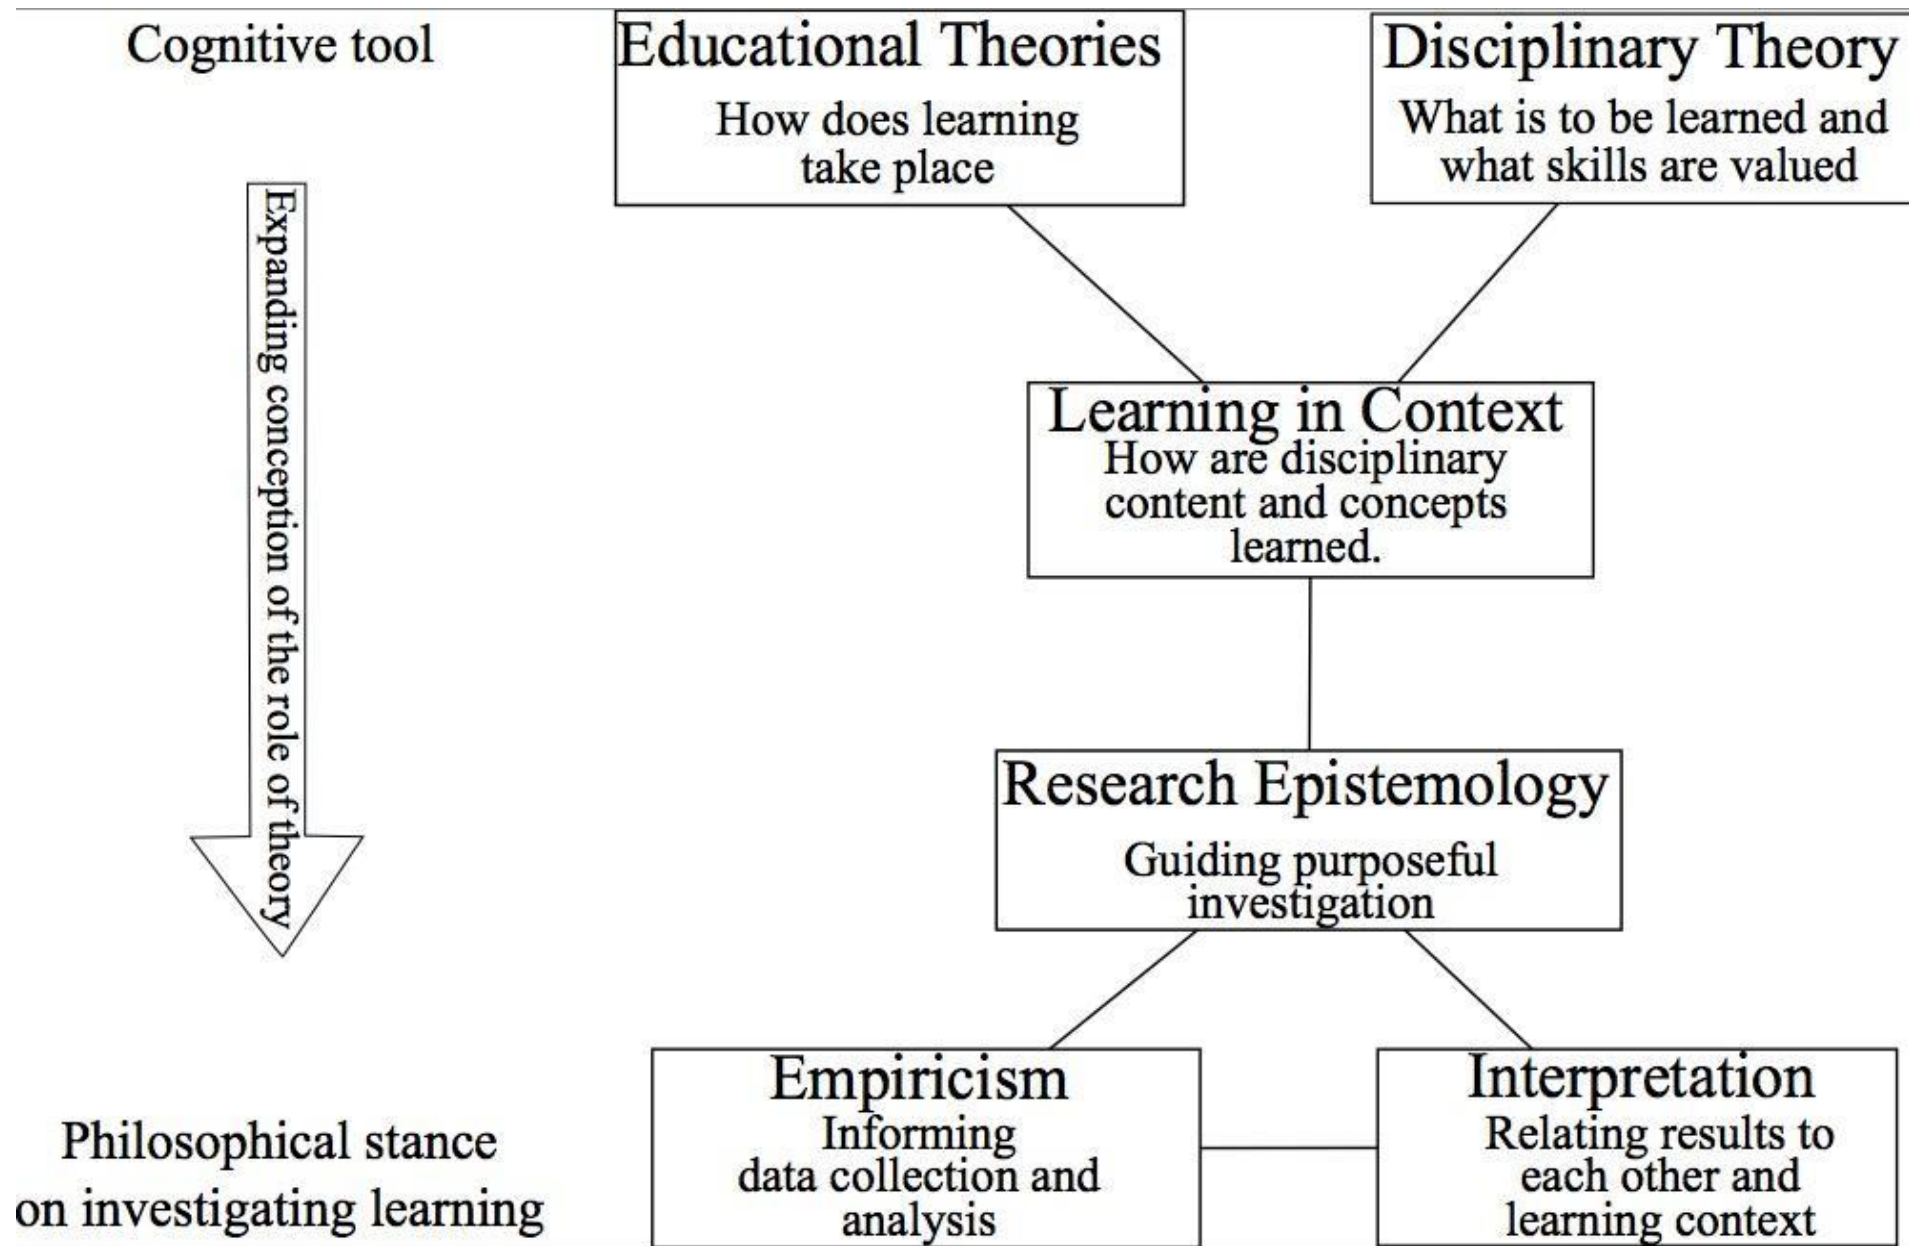 Cognitive tool
Expanding conception of the role of theory
Philosophical stance
on investigating learning
Educational Theories
How does learning
take place
Disciplinary Theory
What is to be learned and
what skills are valued
Learning in Context
How are disciplinary
content and concepts
learned.
Research Epistemology
Guiding purposeful
investigation
Empiricism
Informing
data collection and
analysis
Interpretation
Relating results to
each other and
learning context